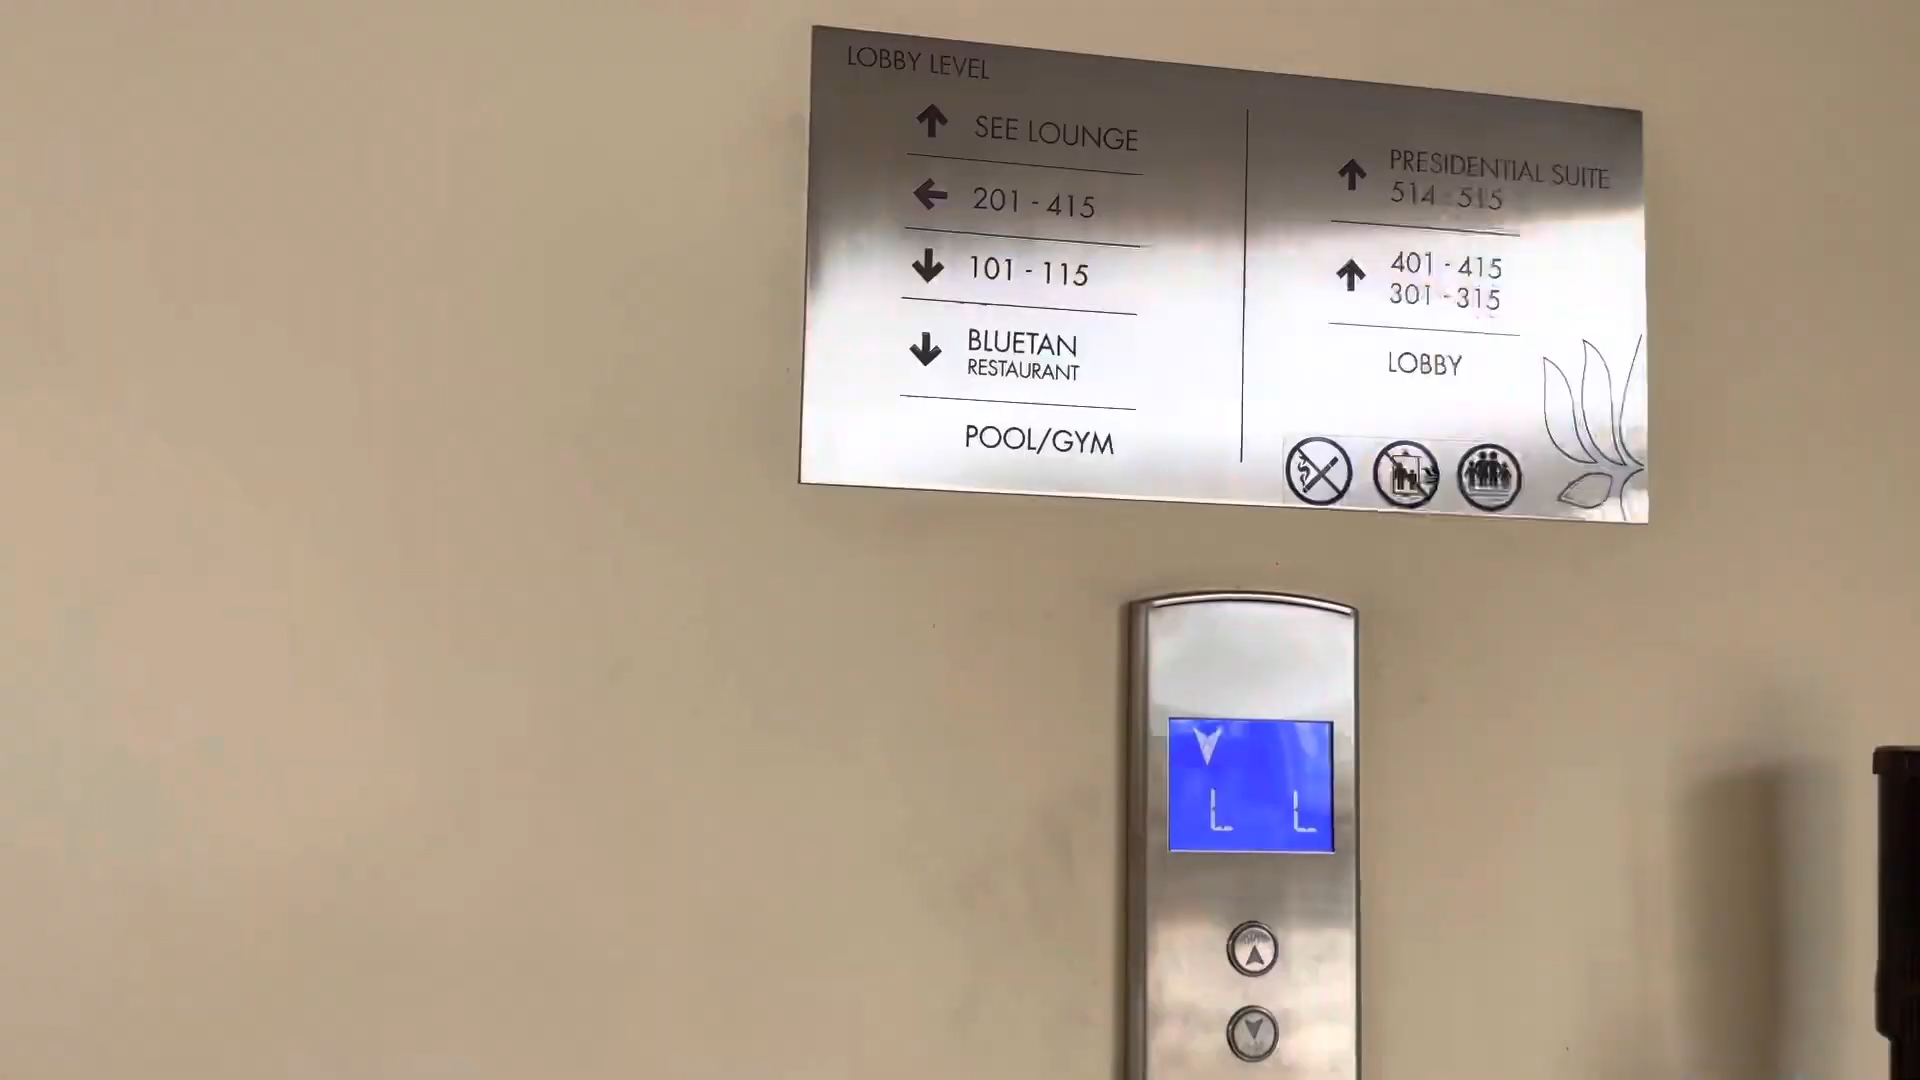 LOBBY LEVEL
SEE LOUNGE
201 - 415
101 - 115
BLUETAN
RESTAURANT
POOL/GYM
PRESIDENTIAL SUITE
514 - 515
401 - 415
301 - 315
LOBBY
L L